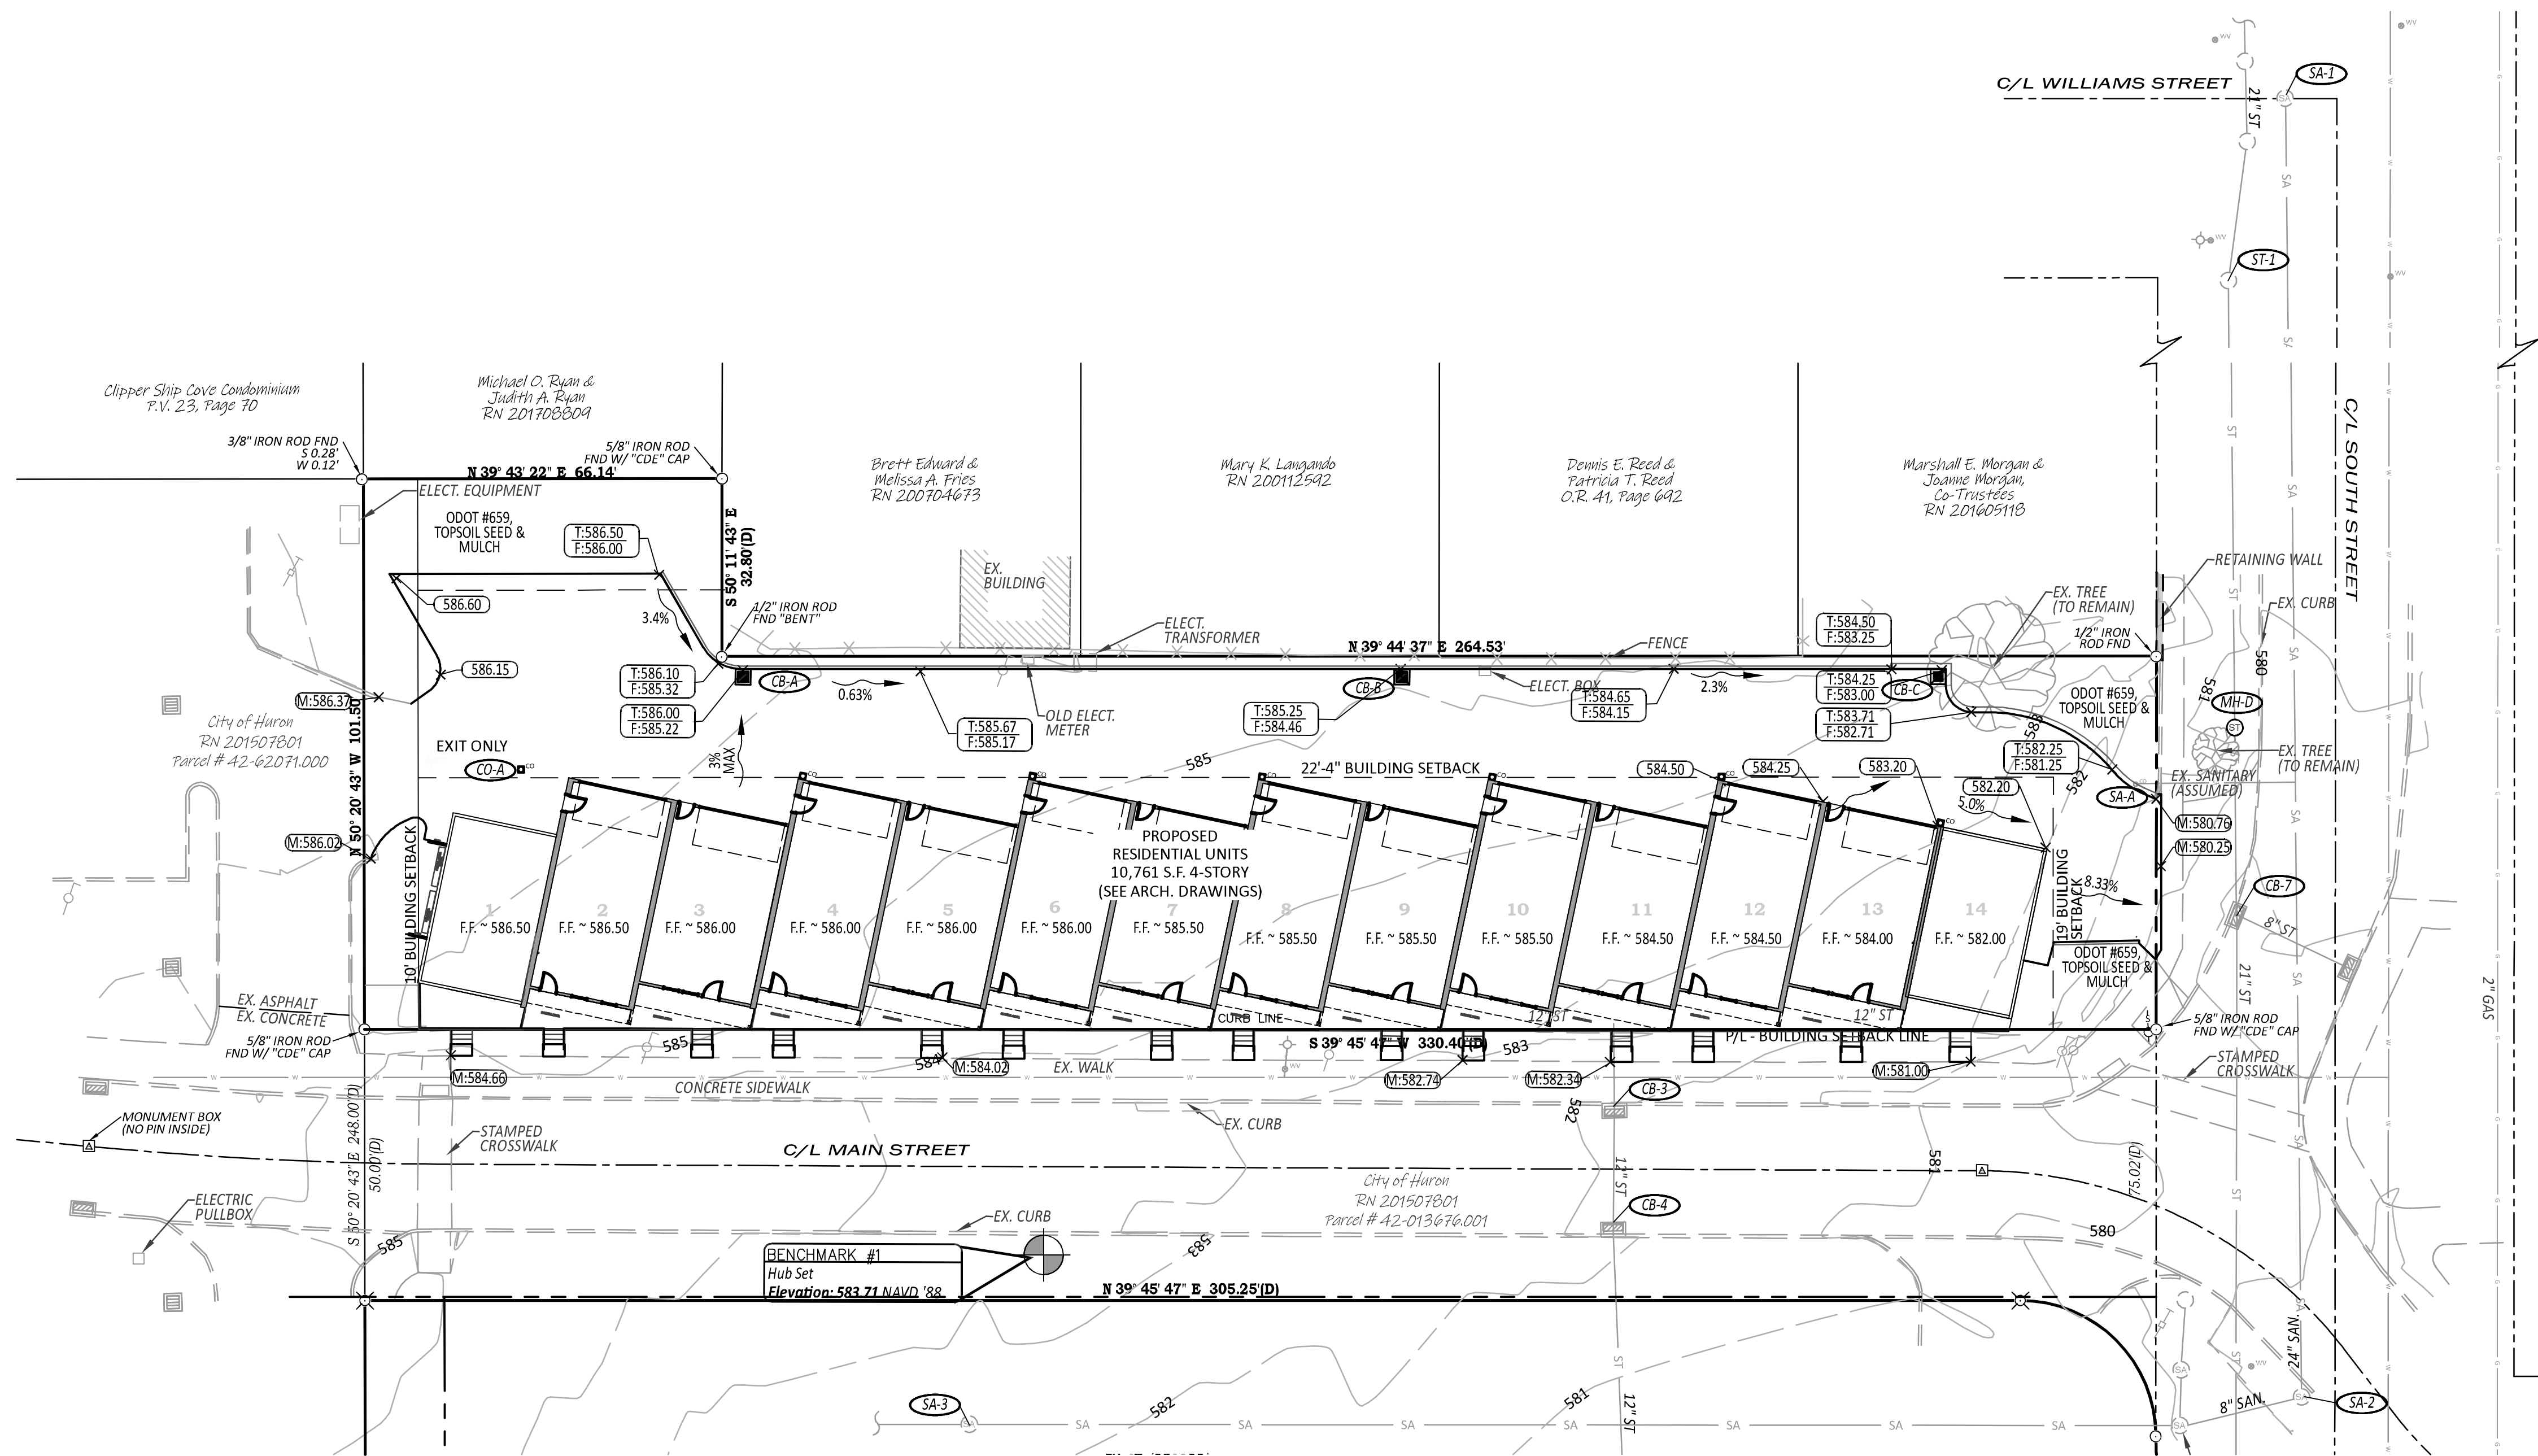 C/L WILLIAMS STREET
SA-1
21" ST
WV
WV
WV
ST-1
WV
SA
ST
C/L SOUTH STREET
Clipper Ship Cove Condominium
P.V. 23, Page 70
Michael O. Ryan &
Judith A. Ryan
RN 201708809
3/8" IRON ROD FND
S 0.28'
W 0.12'
5/8" IRON ROD
FND W/ "CDE" CAP
N 39° 43' 22" E 66.14'
ELECT. EQUIPMENT
ODOT #659,
TOPSOIL SEED &
MULCH
T:586.50
F:586.00
S 50° 11' 43" E
32.80'(D)
Brett Edward &
Melissa A. Fries
RN 200704673
Mary K. Langando
RN 200112592
Dennis E. Reed &
Patricia T. Reed
O.R. 41, Page 692
Marshall E. Morgan &
Joanne Morgan,
Co-Trustees
RN 201605118
EX.
BUILDING
586.60
3.4%
1/2" IRON ROD
FND "BENT"
ELECT.
TRANSFORMER
N 39° 44' 37" E 264.53'
FENCE
T:584.50
F:583.25
EX. TREE
(TO REMAIN)
RETAINING WALL
EX. CURB
1/2" IRON
ROD FND
586.15
M:586.37
T:586.10
F:585.32
CB-A
0.63%
T:586.00
F:585.22
T:585.67
F:585.17
OLD ELECT.
METER
T:585.25
F:584.46
CB-B
ELECT. BOX
T:584.65
F:584.15
2.3%
T:584.25
F:583.00
CB-C
T:583.71
F:582.71
583
ODOT #659,
TOPSOIL SEED &
MULCH
581
580
MH-D
ST
EX. TREE
(TO REMAIN)
City of Huron
RN 201507801
Parcel # 42-62071.000
N 50° 20' 43" W 101.50'
EXIT ONLY
CO-A
CO
3%
MAX
585
22'-4" BUILDING SETBACK
584.50
584.25
583.20
582.20
5.0%
T:582.25
F:581.25
582
EX. SANITARY
(ASSUMED)
SA-A
M:580.76
M:580.25
M:586.02
10' BUILDING SETBACK
PROPOSED
RESIDENTIAL UNITS
10,761 S.F. 4-STORY
(SEE ARCH. DRAWINGS)
19' BUILDING
SETBACK
8.33%
CB-7
8" ST
1
2
3
4
5
6
7
8
9
10
11
12
13
14
F.F. ~ 586.50
F.F. ~ 586.50
F.F. ~ 586.00
F.F. ~ 586.00
F.F. ~ 586.00
F.F. ~ 586.00
F.F. ~ 585.50
F.F. ~ 585.50
F.F. ~ 585.50
F.F. ~ 585.50
F.F. ~ 584.50
F.F. ~ 584.50
F.F. ~ 584.00
F.F. ~ 582.00
ODOT #659,
TOPSOIL SEED &
MULCH
21" ST
2" GAS
EX. ASPHALT
EX. CONCRETE
CURB LINE
12" ST
12" ST
5/8" IRON ROD
FND W/ "CDE" CAP
5/8" IRON ROD
FND W/"CDE" CAP
585
584
S 39° 45' 47" W 330.40'(D)
583
P/L - BUILDING SETBACK LINE
M:584.66
M:584.02
EX. WALK
M:582.74
M:582.34
M:581.00
STAMPED
CROSSWALK
CONCRETE SIDEWALK
CB-3
582
EX. CURB
MONUMENT BOX
(NO PIN INSIDE)
STAMPED
CROSSWALK
C/L MAIN STREET
S 50° 20' 43" E 248.00'(D)
50.00'(D)
12" ST
581
75.02'(D)
City of Huron
RN 201507801
Parcel # 42-013676.001
CB-4
ELECTRIC
PULLBOX
585
EX. CURB
583
580
BENCHMARK #1
Hub Set
Elevation: 583.71 NAVD '88
N 39° 45' 47" E 305.25'(D)
24" SAN.
SA-3
SA
582
581
12" ST
8" SAN.
SA-2